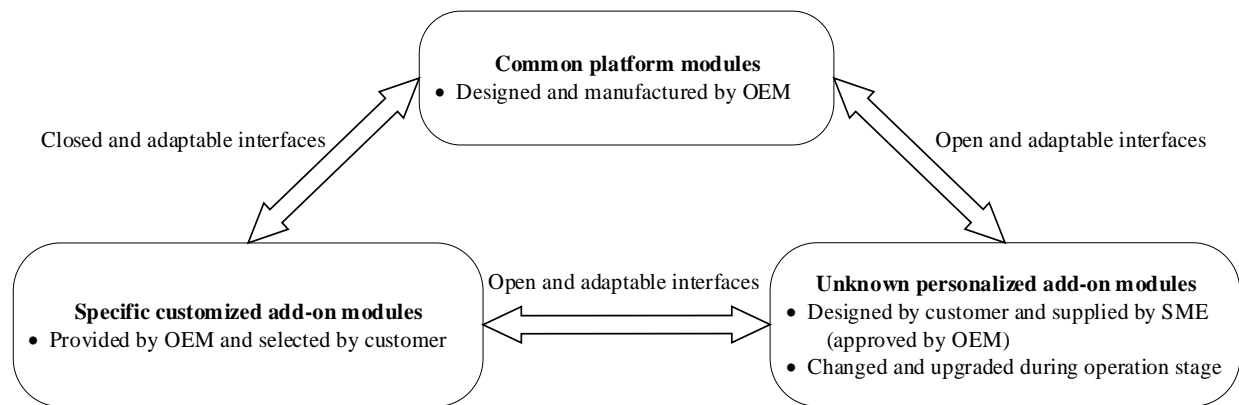 Common platform modules
• Designed and manufactured by OEM
Closed and adaptable interfaces
Open and adaptable interfaces
Specific customized add-on modules
• Provided by OEM and selected by customer
Open and adaptable interfaces
Unknown personalized add-on modules
• Designed by customer and supplied by SME
(approved by OEM)
• Changed and upgraded during operation stage